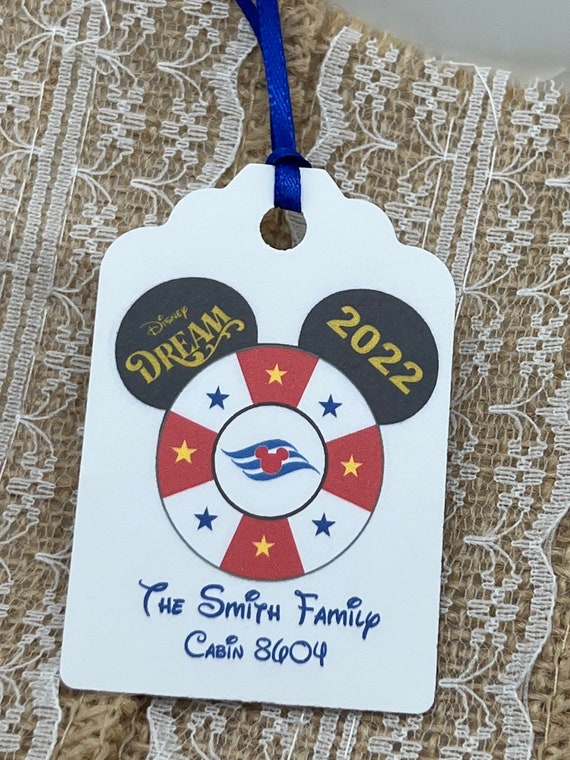 Disney
DREAM
2022
The Smith Family
Cabin 8604